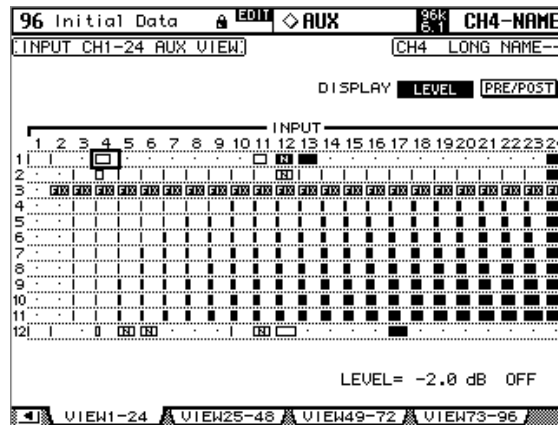 96 Initial Data EDIT ◇AUX 96k 6.1 CH4-NAME
INPUT CH1-24 AUX VIEW CH4 LONG NAME--
DISPLAY LEVEL PRE/POST
INPUT
1 2 3 4 5 6 7 8 9 10 11 12 13 14 15 16 17 18 19 20 21 22 23 24
1 N
2 N
3 FIX FIX FIX FIX FIX FIX FIX FIX FIX FIX FIX FIX FIX FIX FIX FIX FIX FIX FIX FIX FIX FIX
4
5
6
7
8
9
10
11
12 N N N
LEVEL= -2.0 dB OFF
VIEW1-24 VIEW25-48 VIEW49-72 VIEW73-96